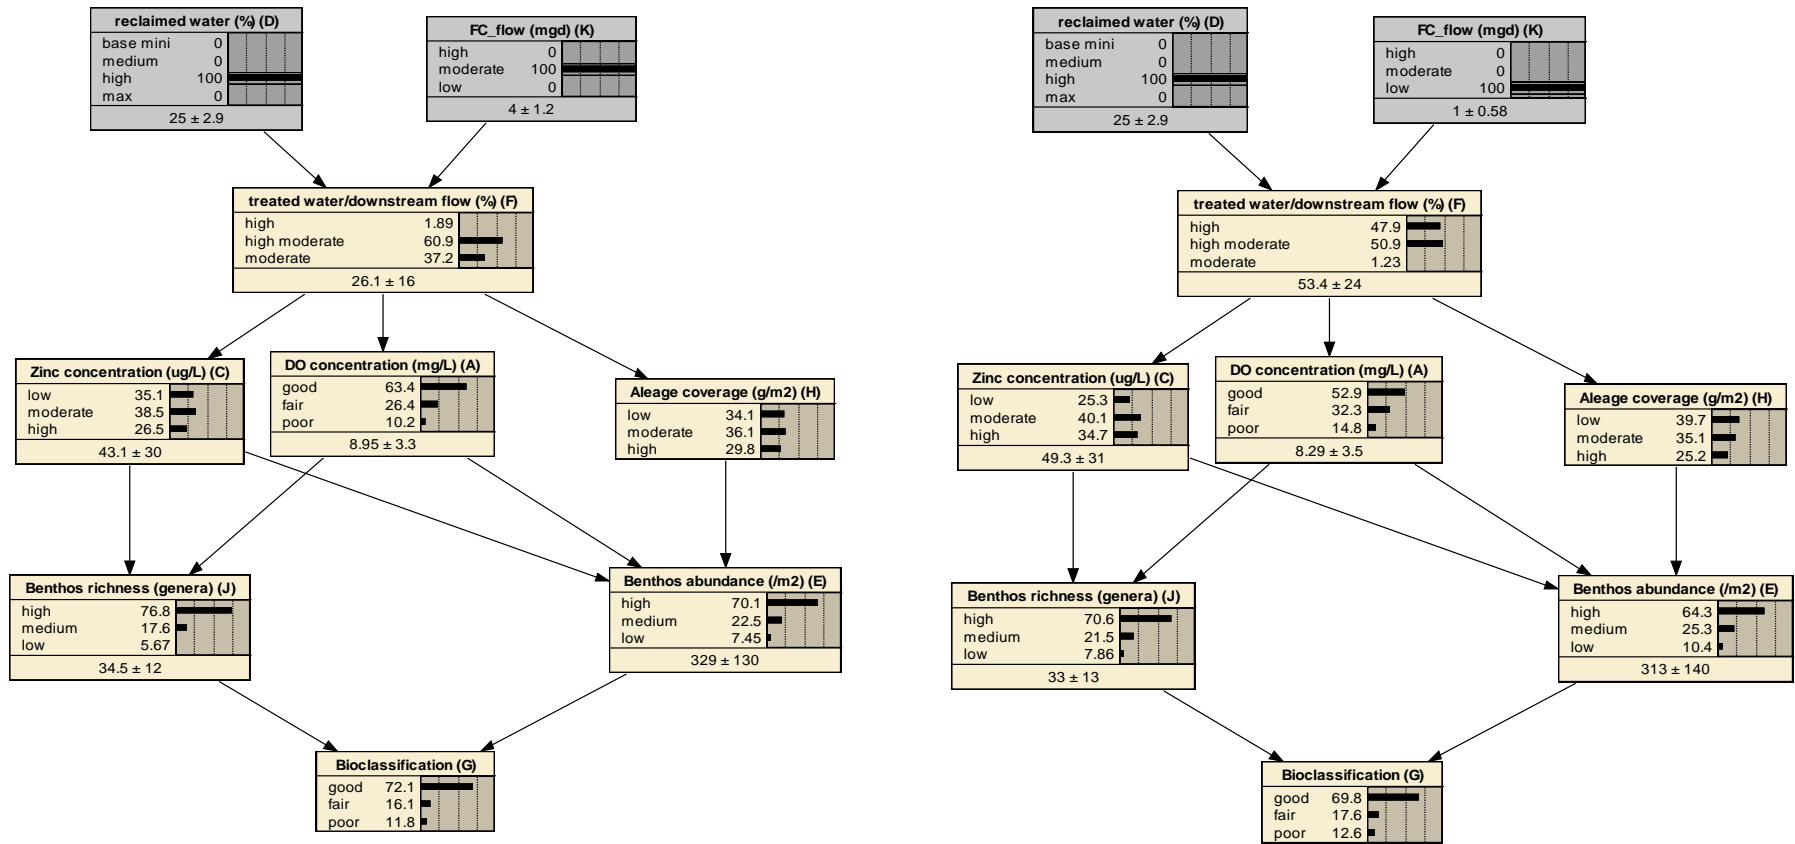 reclaimed water (%) (D)
base mini 0
medium 0
high 100
max 0
25 ± 2.9
FC_flow (mgd) (K)
high 0
moderate 100
low 0
4 ± 1.2
treated water/downstream flow (%) (F)
high 1.89
high moderate 60.9
moderate 37.2
26.1 ± 16
Zinc concentration (ug/L) (C)
low 35.1
moderate 38.5
high 26.5
43.1 ± 30
DO concentration (mg/L) (A)
good 63.4
fair 26.4
poor 10.2
8.95 ± 3.3
Aleage coverage (g/m2) (H)
low 34.1
moderate 36.1
high 29.8
Benthos richness (genera) (J)
high 76.8
medium 17.6
low 5.67
34.5 ± 12
Benthos abundance (/m2) (E)
high 70.1
medium 22.5
low 7.45
329 ± 130
Bioclassification (G)
good 72.1
fair 16.1
poor 11.8
reclaimed water (%) (D)
base mini 0
medium 0
high 100
max 0
25 ± 2.9
FC_flow (mgd) (K)
high 0
moderate 0
low 100
1 ± 0.58
treated water/downstream flow (%) (F)
high 47.9
high moderate 50.9
moderate 1.23
53.4 ± 24
Zinc concentration (ug/L) (C)
low 25.3
moderate 40.1
high 34.7
49.3 ± 31
DO concentration (mg/L) (A)
good 52.9
fair 32.3
poor 14.8
8.29 ± 3.5
Aleage coverage (g/m2) (H)
low 39.7
moderate 35.1
high 25.2
Benthos richness (genera) (J)
high 70.6
medium 21.5
low 7.86
33 ± 13
Benthos abundance (/m2) (E)
high 64.3
medium 25.3
low 10.4
313 ± 140
Bioclassification (G)
good 69.8
fair 17.6
poor 12.6